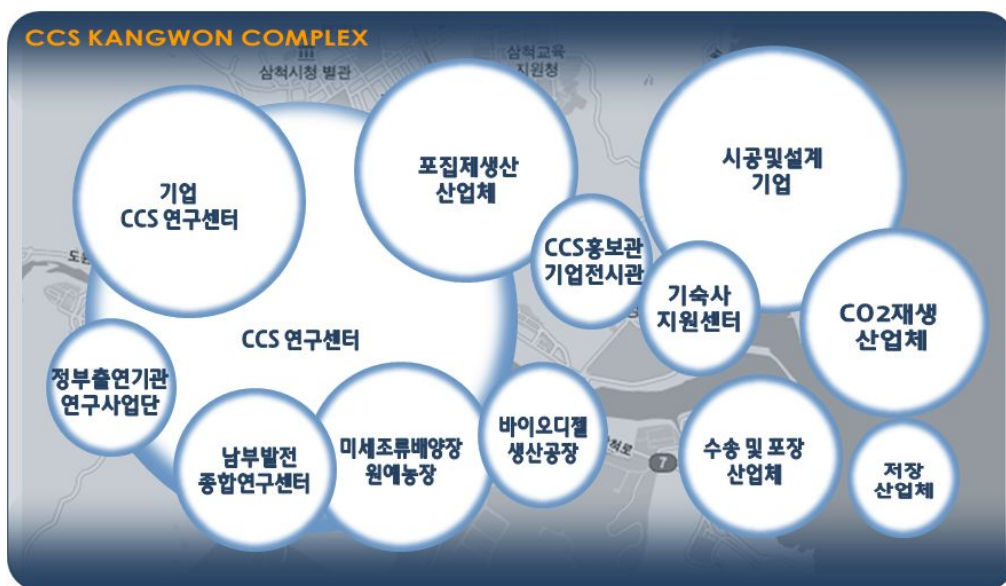 CCS KANGWON COMPLEX
삼척시청 별관
삼척교육
지원청
기업
CCS 연구센터
포집제생산
산업체
시공및설계
기업
CCS홍보관
기업전시관
기숙사
지원센터
CO2재생
산업체
CCS 연구센터
정부출연기관
연구사업단
남부발전
종합연구센터
미세조류배양장
원예농장
바이오디젤
생산공장
수송 및 포장
산업체
7
저장
산업체